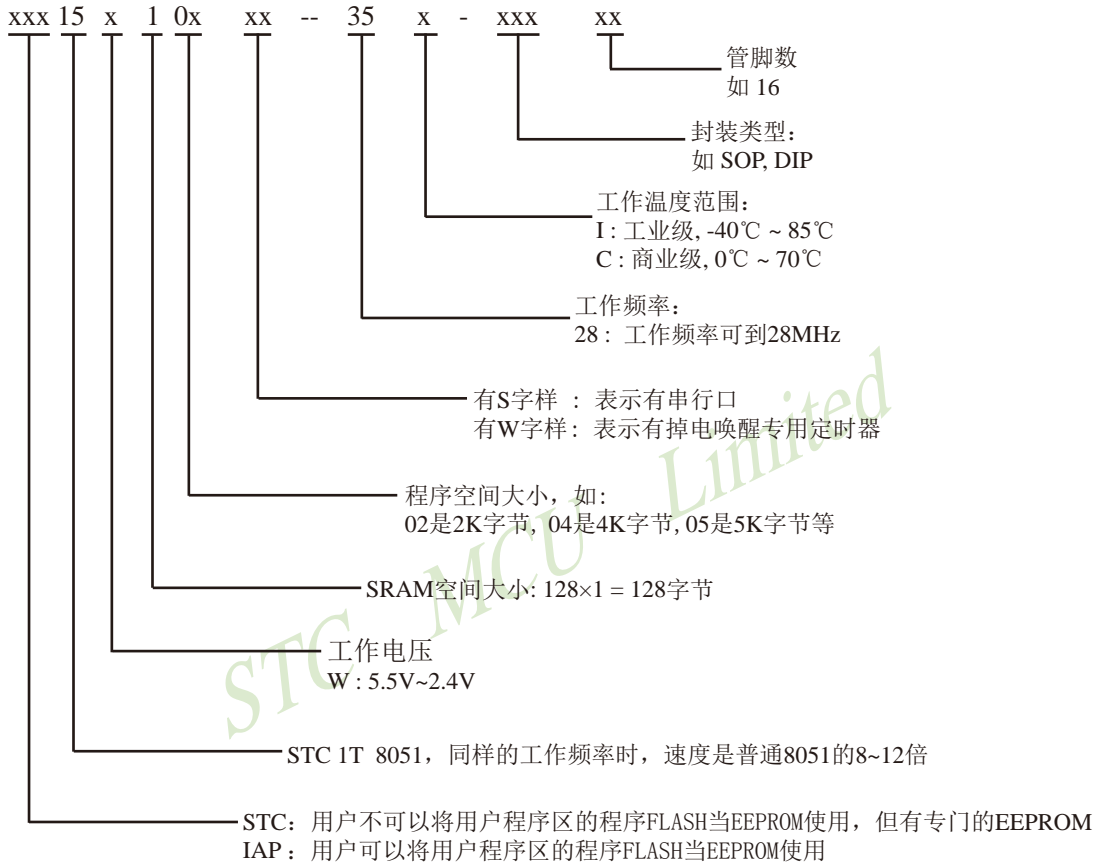 xxx 15 x 1 0x xx -- 35 x - xxx xx
管脚数
如 16
封装类型：
如 SOP, DIP
工作温度范围：
I : 工业级, -40℃ ~ 85℃
C : 商业级, 0℃ ~ 70℃
工作频率：
28 : 工作频率可到28MHz
有S字样 : 表示有串行口
有W字样 : 表示有掉电唤醒专用定时器
程序空间大小，如:
02是2K字节, 04是4K字节, 05是5K字节等
SRAM空间大小: 128×1 = 128字节
工作电压
W : 5.5V~2.4V
STC 1T 8051，同样的工作频率时，速度是普通8051的8~12倍
STC：用户不可以将用户程序区的程序FLASH当EEPROM使用，但有专门的EEPROM
IAP：用户可以将用户程序区的程序FLASH当EEPROM使用
STC MCU Limited